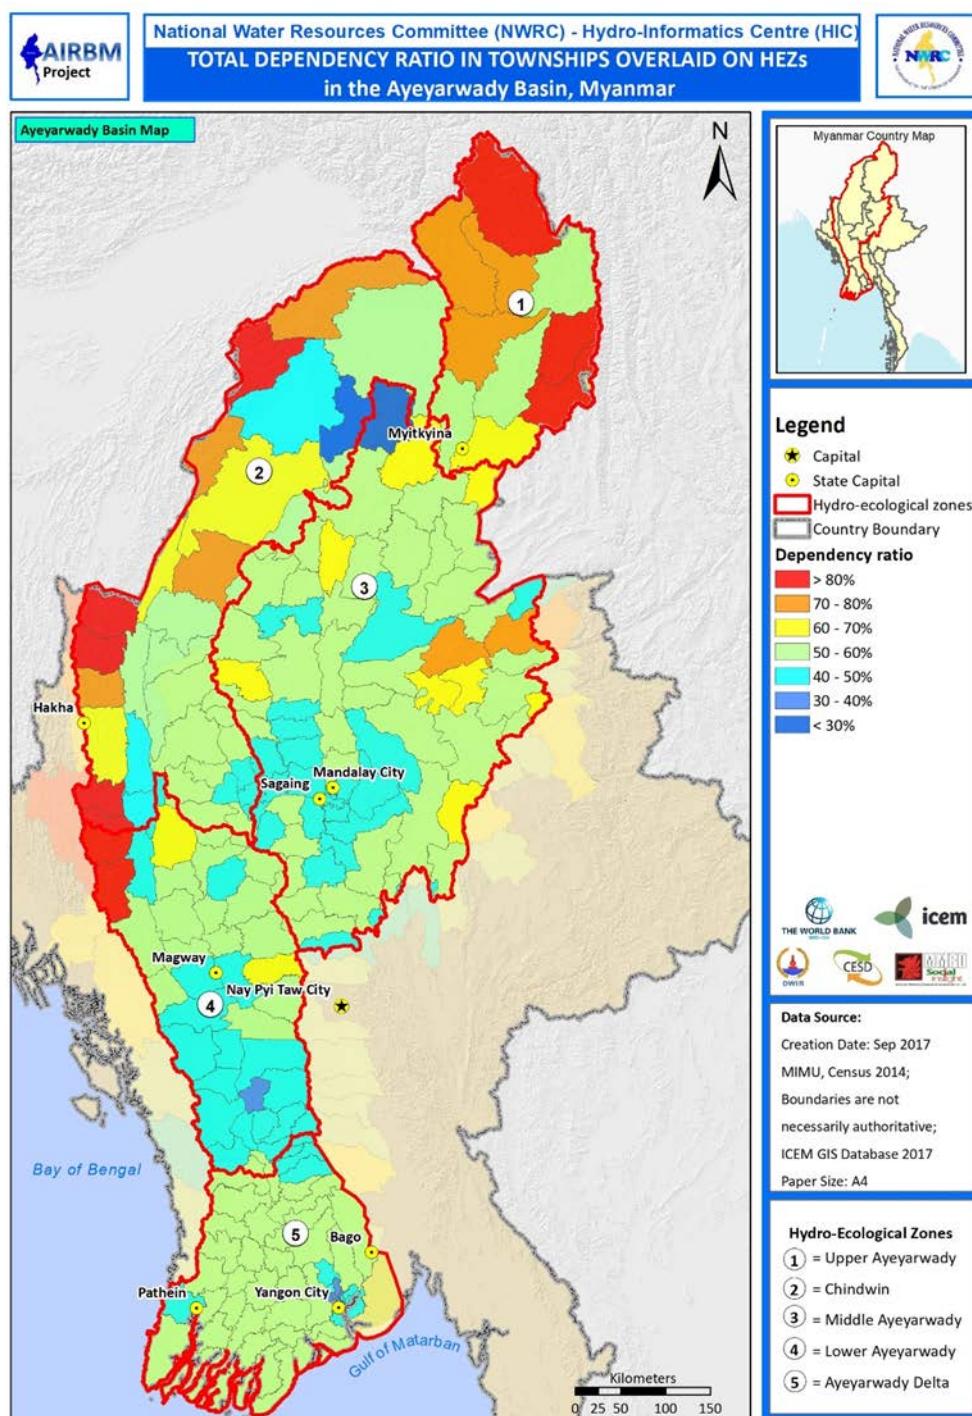 AIRBM
Project
National Water Resources Committee (NWRC) - Hydro-Informatics Centre (HIC)
TOTAL DEPENDENCY RATIO IN TOWNSHIPS OVERLAID ON HEZs
in the Ayeyarwady Basin, Myanmar
NWRC
Ayeyarwady Basin Map
N
Myanmar Country Map
1
2
3
4
5
Myitkyina
Hakha
Mandalay City
Sagaing
Magway
Nay Pyi Taw City
Bay of Bengal
Bago
Pathein
Yangon City
Gulf of Matarban
Kilometers
0 25 50 100 150
Legend
Capital
State Capital
Hydro-ecological zones
Country Boundary
Dependency ratio
> 80%
70 - 80%
60 - 70%
50 - 60%
40 - 50%
30 - 40%
< 30%
THE WORLD BANK
icem
DWIR
CESD
Social
Data Source:
Creation Date: Sep 2017
MIMU, Census 2014;
Boundaries are not
necessarily authoritative;
ICEM GIS Database 2017
Paper Size: A4
Hydro-Ecological Zones
1 = Upper Ayeyarwady
2 = Chindwin
3 = Middle Ayeyarwady
4 = Lower Ayeyarwady
5 = Ayeyarwady Delta